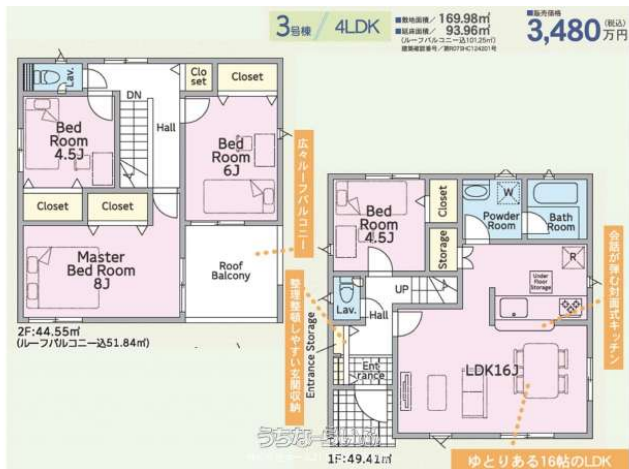 3号棟 / 4LDK
■敷地面積／ 169.98㎡
■延床面積／ 93.96㎡
(ルーフバルコニー込101.25㎡)
■販売価格
3,480万円(税込)
Lav.
DN
Hall
Clo
set
Closet
Bed
Room
4.5J
Bed
Room
6J
Closet
Closet
Master
Bed Room
8J
Roof
Balcony
広々ルーフバルコニー
2F:44.55㎡
(ルーフバルコニー込51.84㎡)
Bed
Room
4.5J
Closet
Storage
Powder
Room
W
Bath
Room
R
Under
Floor
Storage
UP
Lav.
Hall
Entrance Storage
Ent
rance
LDK16J
整理整頓しやすい玄関収納
会話が弾む対面式キッチン
うちなーらいふ
1F:49.41㎡
ゆとりある16帖のLDK